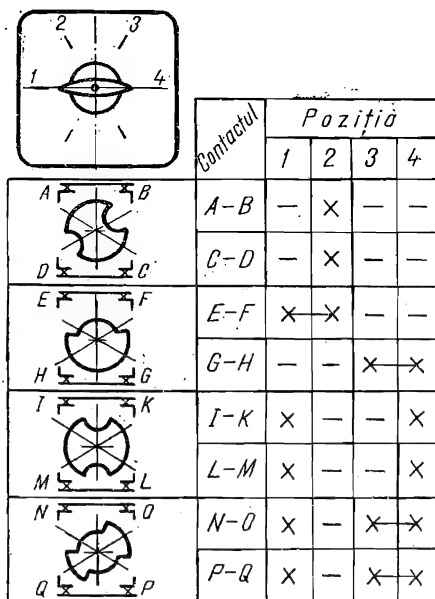 2 3
1 4
Contactul Poziția
1 2 3 4
A B
D C
A-B — × — —
C-D — × — —
E F
H G
E-F ×—× — —
G-H — — ×—×
I K
M L
I-K × — — ×
L-M × — — ×
N O
Q P
N-O × — ×—×
P-Q × — ×—×